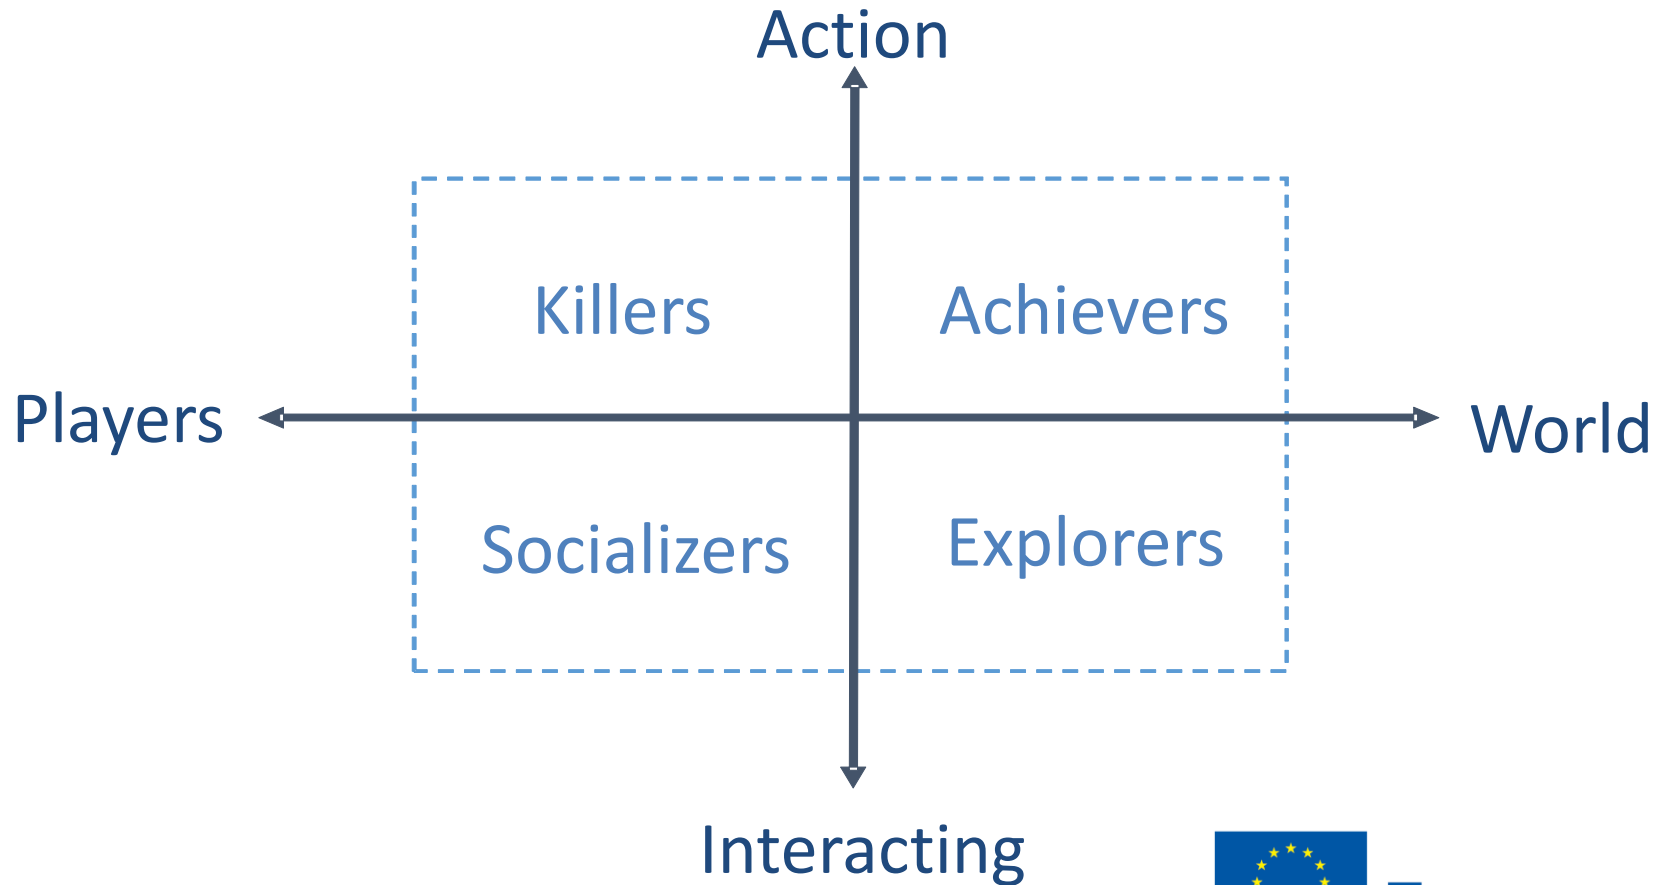 Action
Killers
Achievers
Players
World
Socializers
Explorers
Interacting